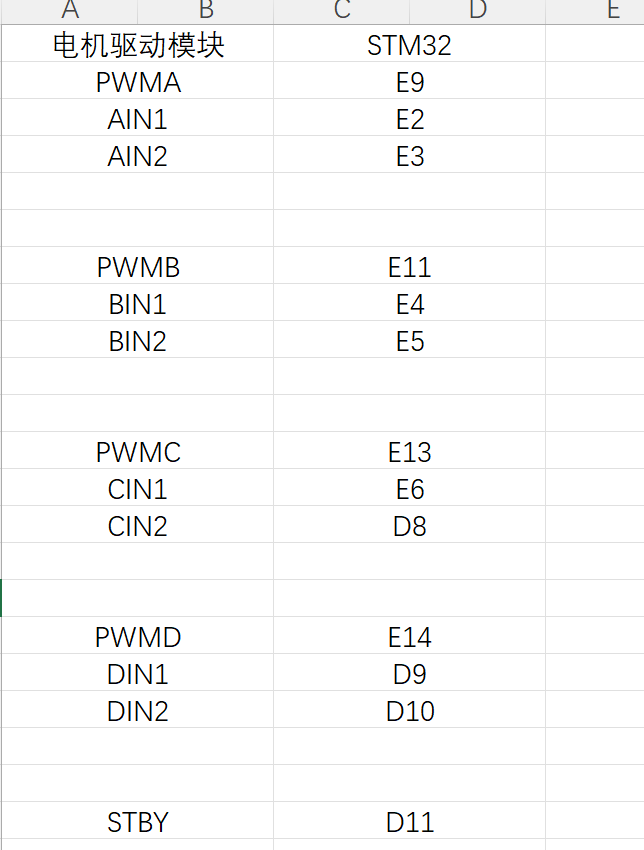 A B C D E
电机驱动模块 STM32
PWMA E9
AIN1 E2
AIN2 E3
PWMB E11
BIN1 E4
BIN2 E5
PWMC E13
CIN1 E6
CIN2 D8
PWMD E14
DIN1 D9
DIN2 D10
STBY D11